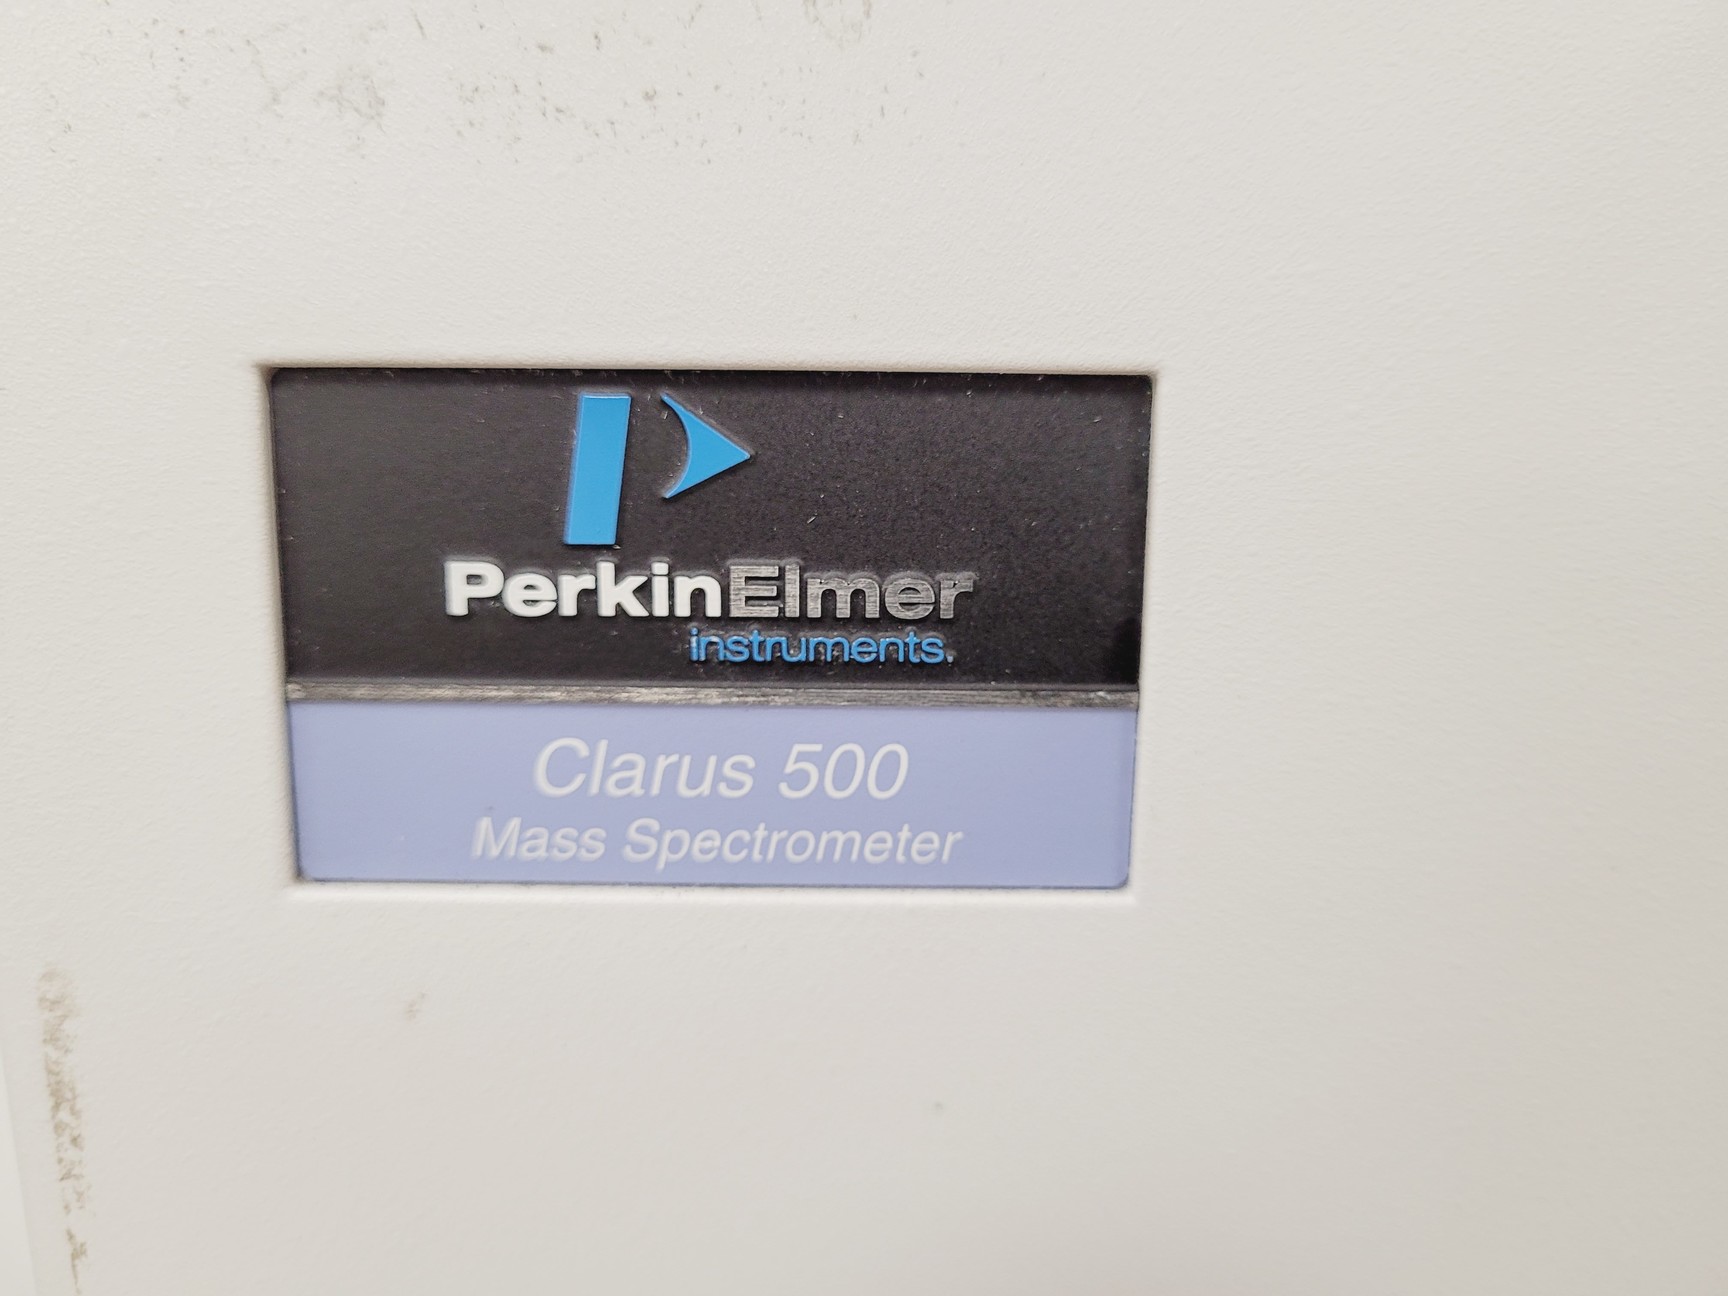 PerkinElmer
instruments.
Clarus 500
Mass Spectrometer